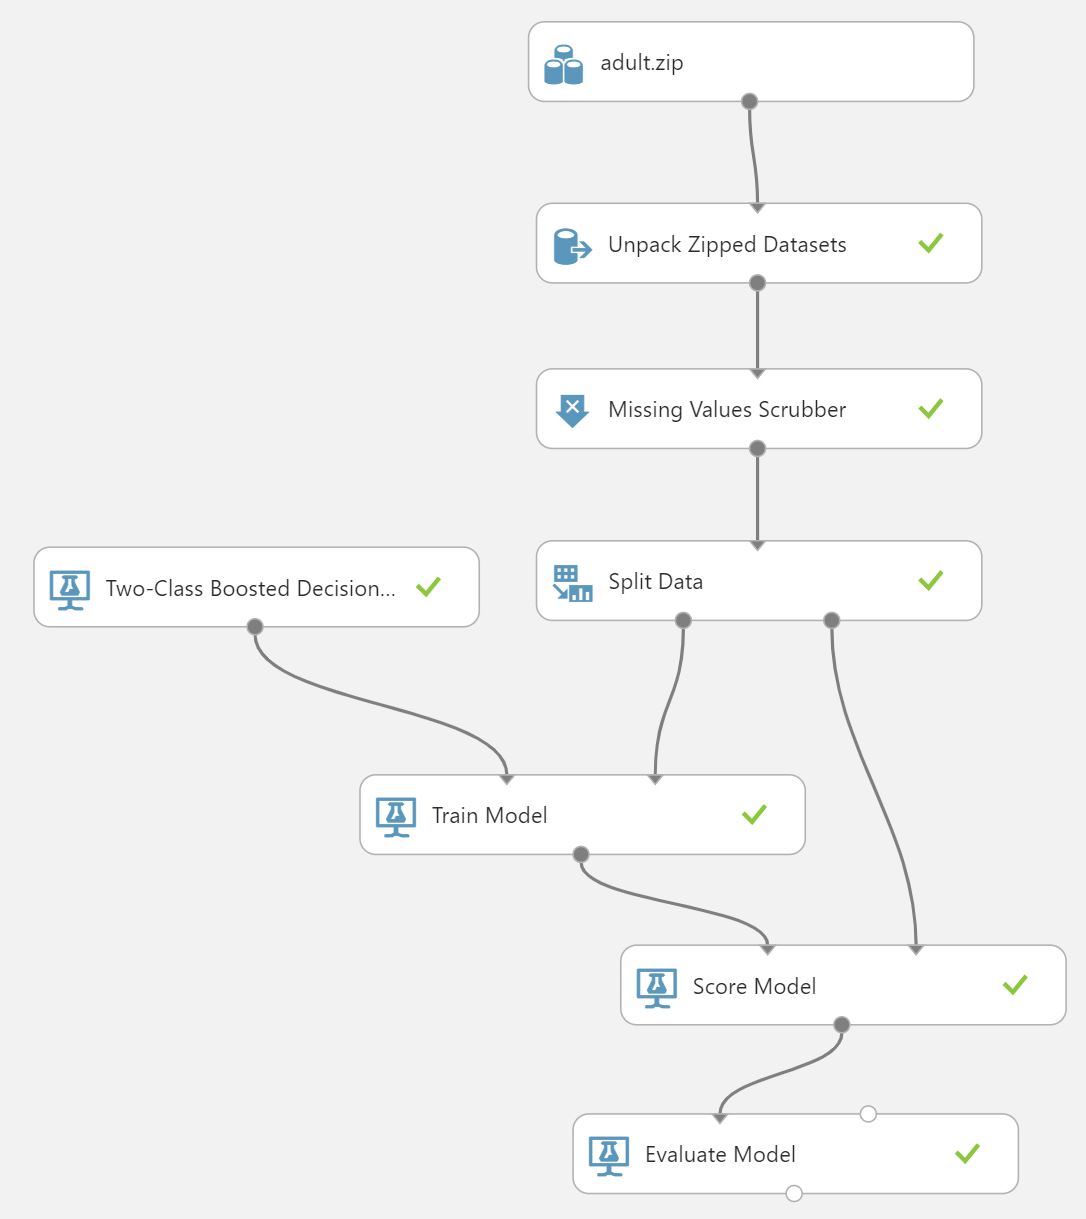 adult.zip
Unpack Zipped Datasets
Missing Values Scrubber
Two-Class Boosted Decision...
Split Data
Train Model
Score Model
Evaluate Model